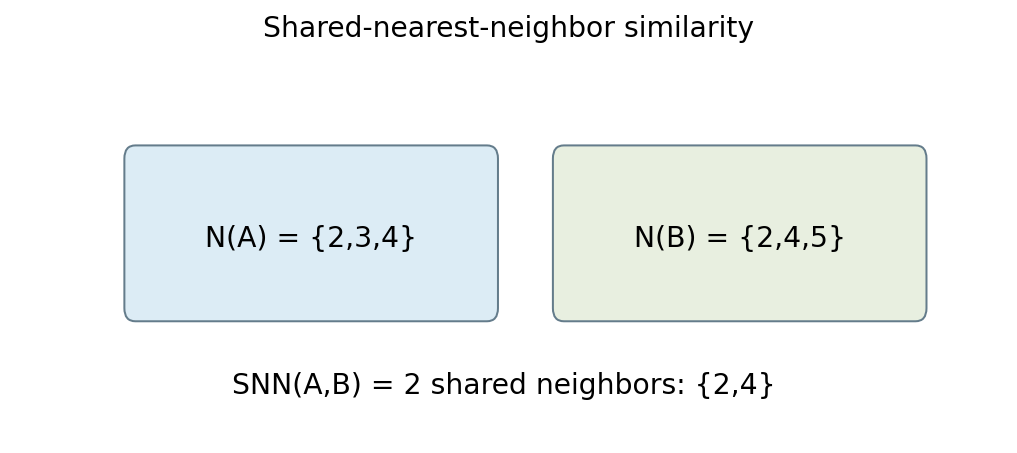 Shared-nearest-neighbor similarity
N(A) = {2,3,4}
N(B) = {2,4,5}
SNN(A,B) = 2 shared neighbors: {2,4}